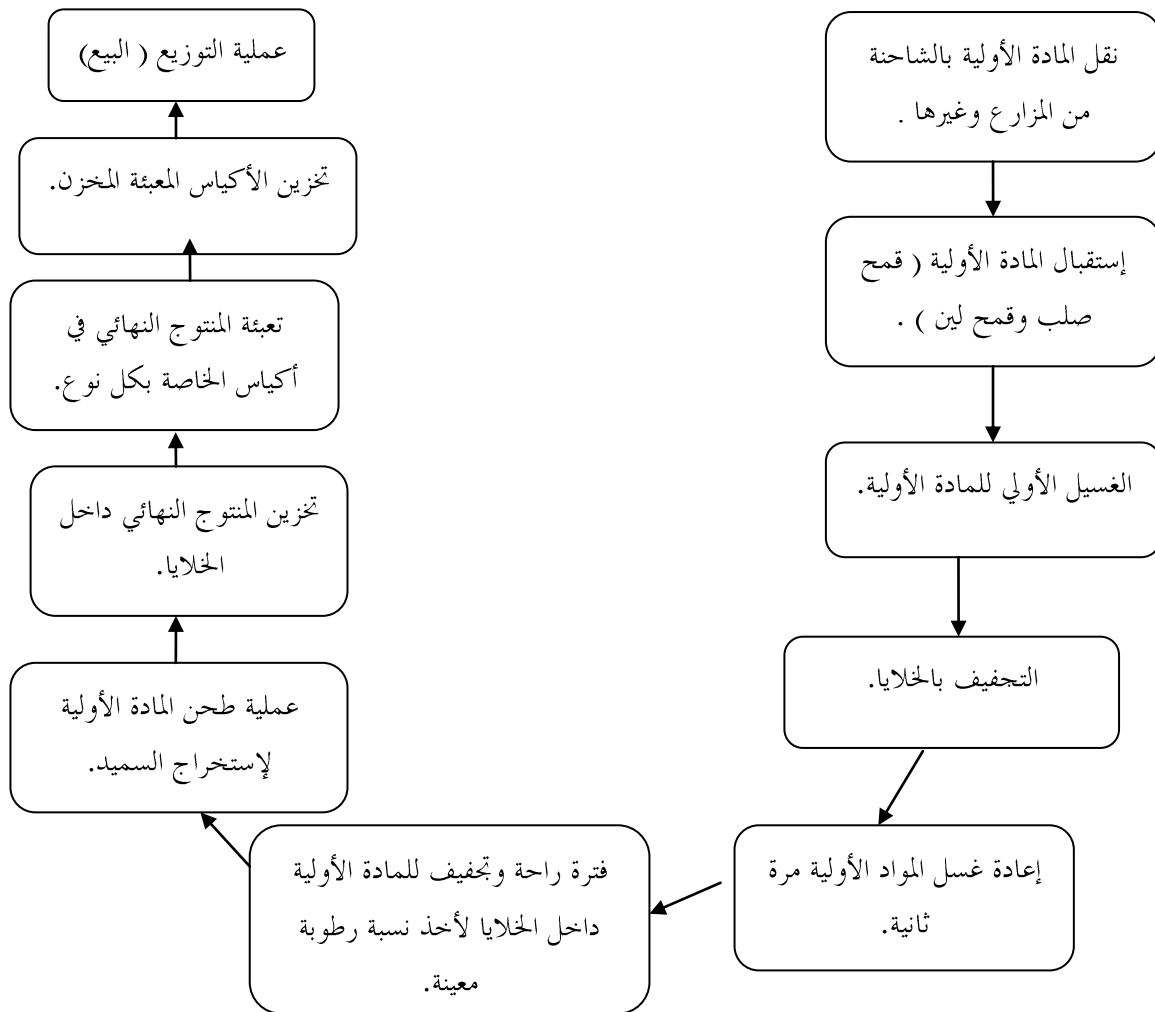 نقل المادة الأولية بالشاحنة
من المزارع وغيرها .
إستقبال المادة الأولية ( قمح
صلب وقمح لين ) .
الغسيل الأولي للمادة الأولية.
التجفيف بالخلايا.
إعادة غسل المواد الأولية مرة
ثانية.
فترة راحة وتجفيف للمادة الأولية
داخل الخلايا لأخذ نسبة رطوبة
معينة.
عملية طحن المادة الأولية
لإستخراج السميد.
تخزين المنتوج النهائي داخل
الخلايا.
تعبئة المنتوج النهائي في
أكياس الخاصة بكل نوع.
تخزين الأكياس المعبئة المخزن.
عملية التوزيع ( البيع)